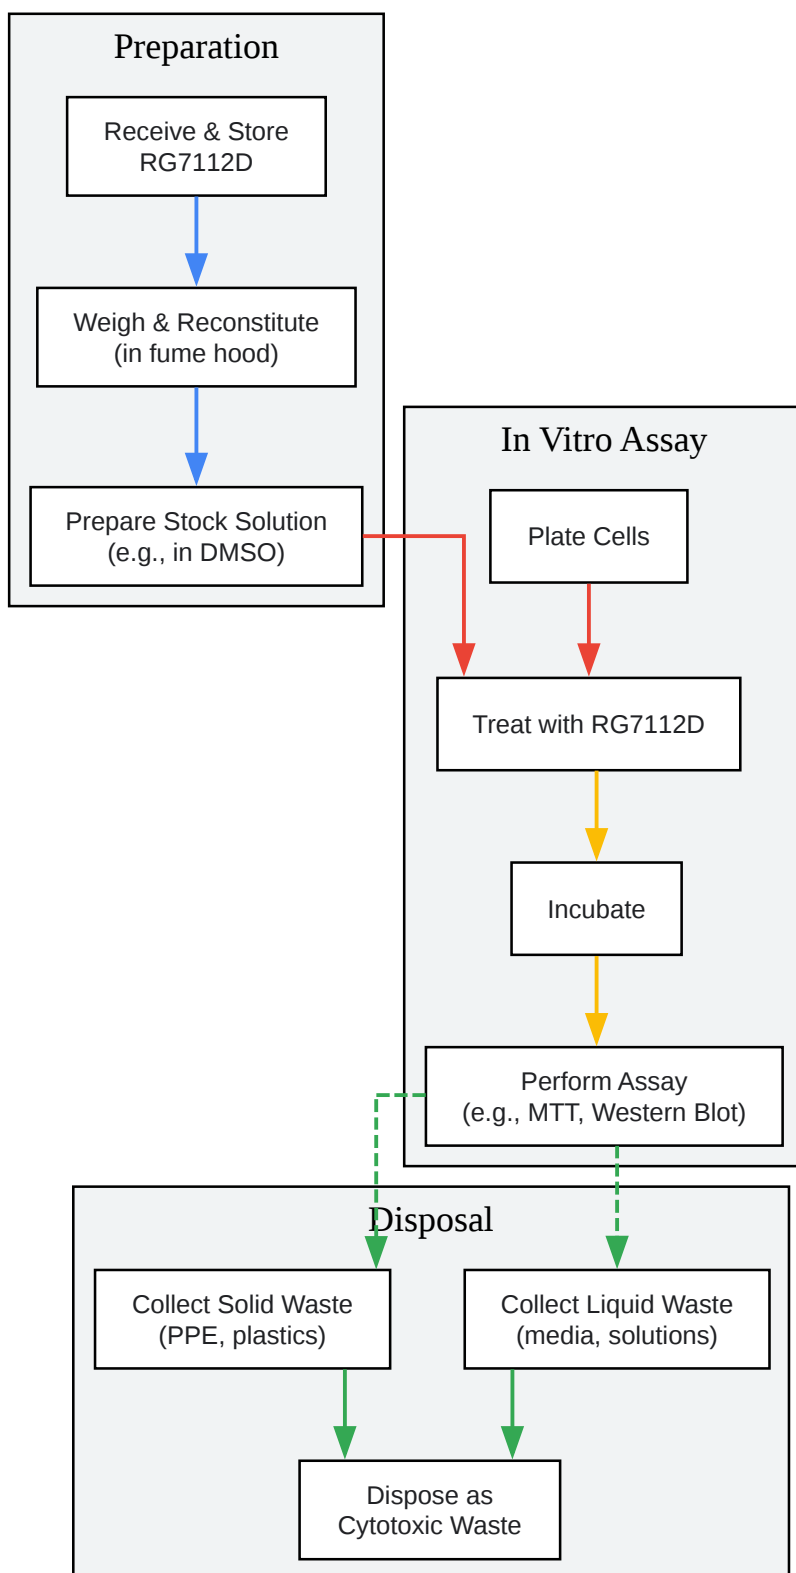 Preparation
Receive & Store
RG7112D
Weigh & Reconstitute
(in fume hood)
Prepare Stock Solution
(e.g., in DMSO)
In Vitro Assay
Plate Cells
Treat with RG7112D
Incubate
Perform Assay
(e.g., MTT, Western Blot)
Disposal
Collect Solid Waste
(PPE, plastics)
Collect Liquid Waste
(media, solutions)
Dispose as
Cytotoxic Waste